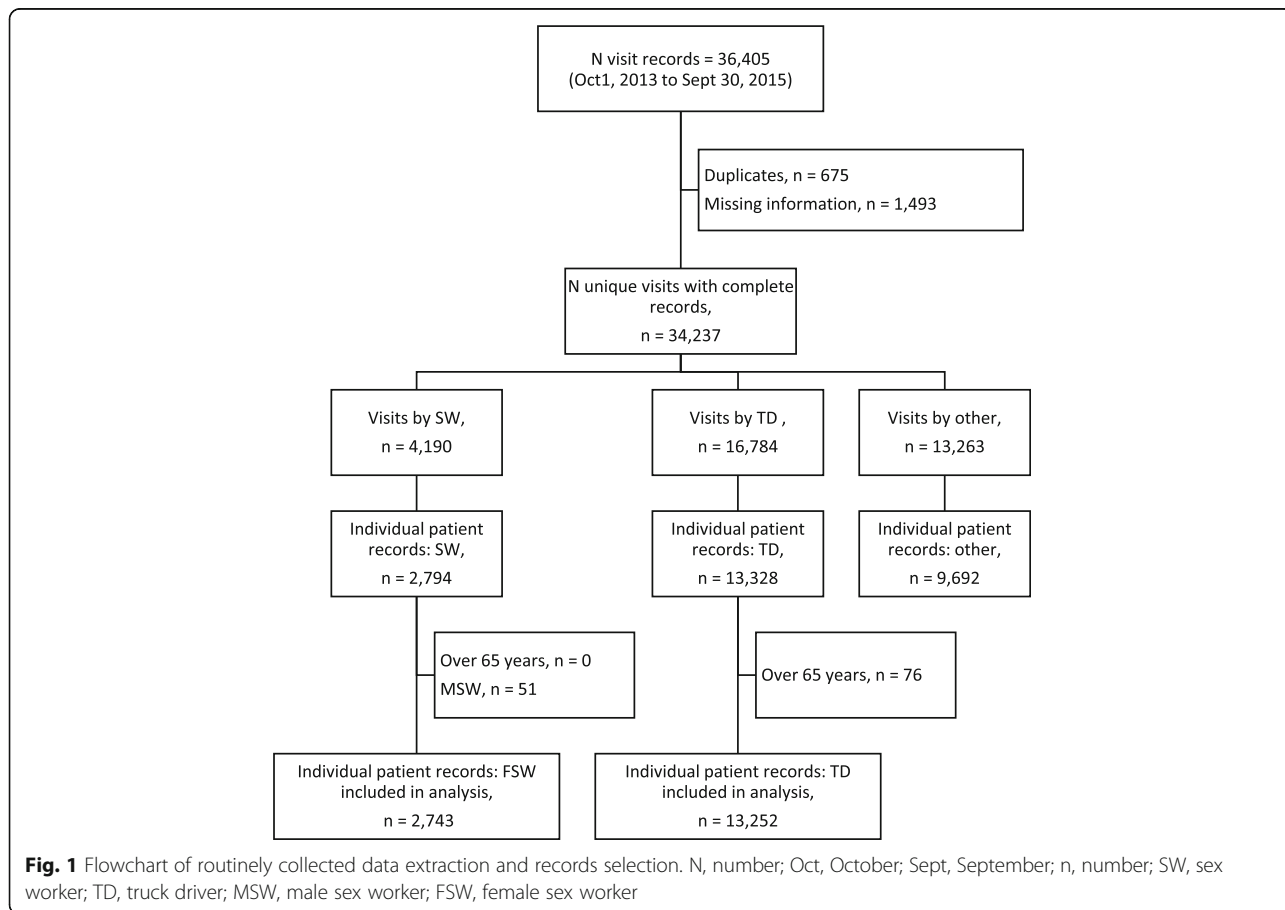 N visit records = 36,405
(Oct1, 2013 to Sept 30, 2015)
Duplicates, n = 675
Missing information, n = 1,493
N unique visits with complete
records,
n = 34,237
Visits by SW,
n = 4,190
Visits by TD ,
n = 16,784
Visits by other,
n = 13,263
Individual patient
records: SW,
n = 2,794
Individual patient
records: TD,
n = 13,328
Individual patient
records: other,
n = 9,692
Over 65 years, n = 0
MSW, n = 51
Over 65 years, n = 76
Individual patient records: FSW
included in analysis,
n = 2,743
Individual patient records: TD
included in analysis,
n = 13,252
Fig. 1 Flowchart of routinely collected data extraction and records selection. N, number; Oct, October; Sept, September; n, number; SW, sex
worker; TD, truck driver; MSW, male sex worker; FSW, female sex worker